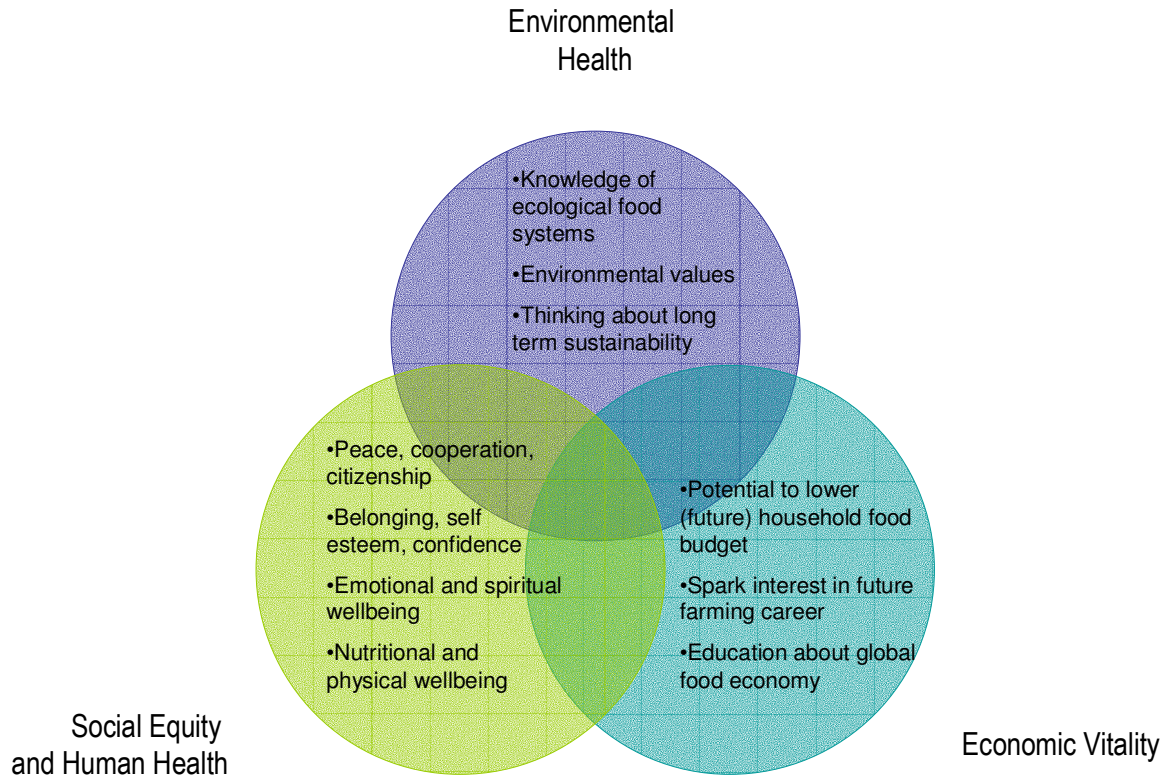 Environmental
Health
•Knowledge of
ecological food
systems
•Environmental values
•Thinking about long
term sustainability
•Peace, cooperation,
citizenship
•Belonging, self
esteem, confidence
•Emotional and spiritual
wellbeing
•Nutritional and
physical wellbeing
•Potential to lower
(future) household food
budget
•Spark interest in future
farming career
•Education about global
food economy
Social Equity
and Human Health
Economic Vitality